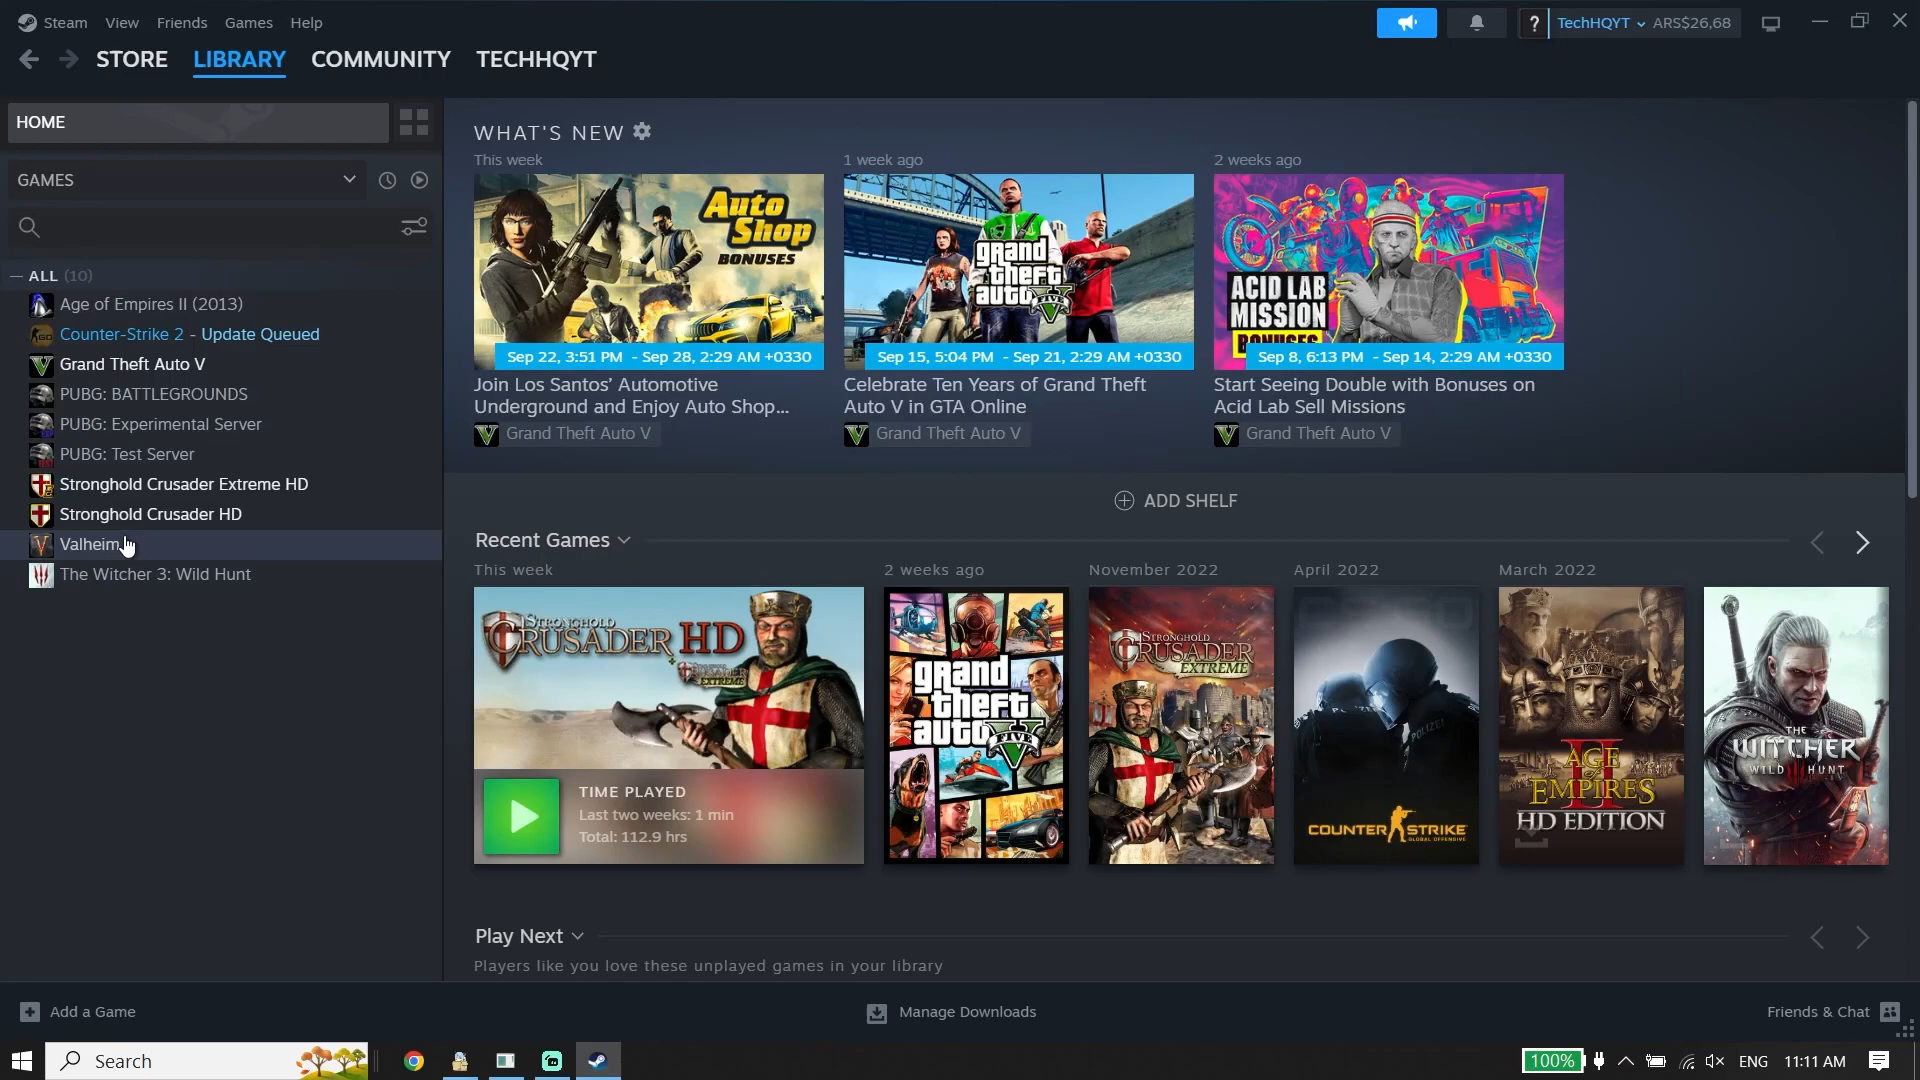 Steam View Friends Games Help
TechHQYT ARS$26,68
STORE LIBRARY COMMUNITY TECHHQYT
HOME
GAMES
ALL (10)
Age of Empires II (2013)
Counter-Strike 2 - Update Queued
Grand Theft Auto V
PUBG: BATTLEGROUNDS
PUBG: Experimental Server
PUBG: Test Server
Stronghold Crusader Extreme HD
Stronghold Crusader HD
Valheim
The Witcher 3: Wild Hunt
WHAT'S NEW
This week
1 week ago
2 weeks ago
Auto
Shop
BONUSES
grand
theft
auto
FIVE
ACID LAB
MISSION
BONUSES
Sep 22, 3:51 PM - Sep 28, 2:29 AM +0330
Sep 15, 5:04 PM - Sep 21, 2:29 AM +0330
Sep 8, 6:13 PM - Sep 14, 2:29 AM +0330
Join Los Santos' Automotive
Underground and Enjoy Auto Shop...
Grand Theft Auto V
Celebrate Ten Years of Grand Theft
Auto V in GTA Online
Grand Theft Auto V
Start Seeing Double with Bonuses on
Acid Lab Sell Missions
Grand Theft Auto V
ADD SHELF
Recent Games
This week
2 weeks ago
November 2022
April 2022
March 2022
STRONGHOLD
CRUSADER HD
STRONGHOLD
CRUSADER
EXTREME
TIME PLAYED
Last two weeks: 1 min
Total: 112.9 hrs
grand
theft
auto
FIVE
STRONGHOLD
CRUSADER
EXTREME
POLIZEI
COUNTER STRIKE
GLOBAL OFFENSIVE
II
AGE
of
EMPIRES
HD EDITION
THE
WITCHER
WILD HUNT
Play Next
Players like you love these unplayed games in your library
Add a Game
Manage Downloads
Friends & Chat
Search
100%
ENG
11:11 AM